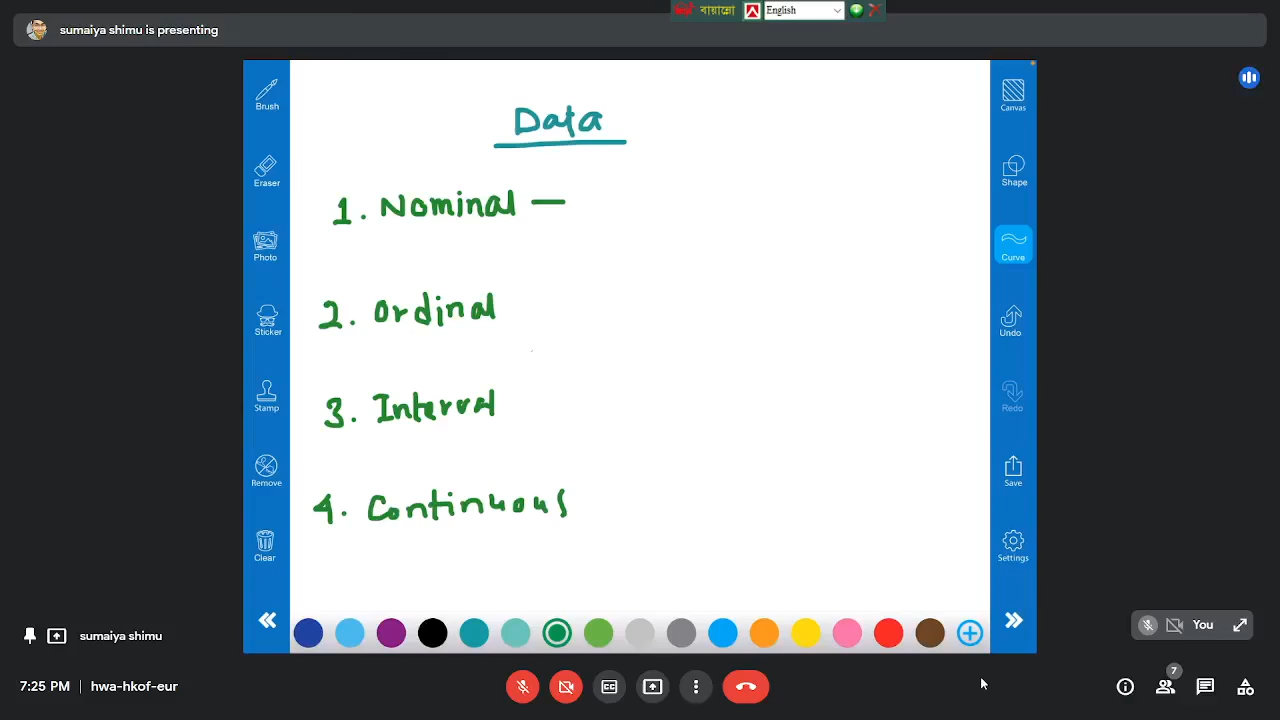 বায়ান্নো English
sumaiya shimu is presenting
Data
Brush
Canvas
1. Nominal —
Eraser
Shape
Photo
Curve
2. Ordinal
Sticker
Undo
3. Interval
Stamp
Redo
Remove
Save
4. Continuous
Clear
Settings
sumaiya shimu
You
7:25 PM | hwa-hkof-eur
CC
7